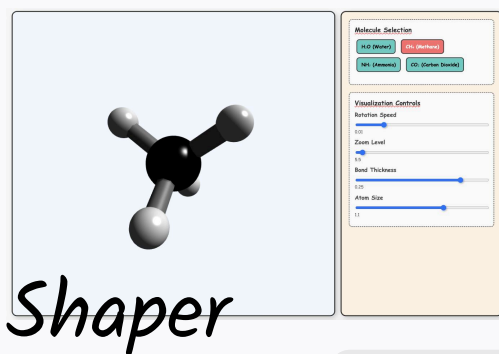 Molecule Selection
H₂O (Water)
CH₄ (Methane)
NH₃ (Ammonia)
CO₂ (Carbon Dioxide)
Visualization Controls
Rotation Speed
0.01
Zoom Level
0.5
Bond Thickness
0.25
Atom Size
1.1
Shaper